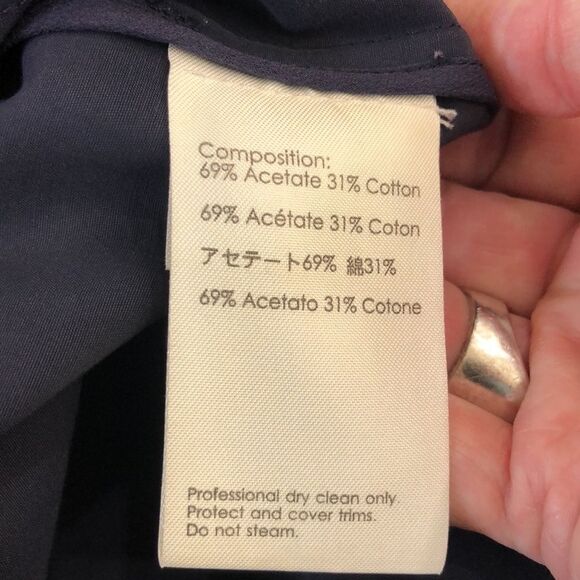 Composition:
69% Acetate 31% Cotton
69% Acétate 31% Coton
アセテート69% 綿31%
69% Acetato 31% Cotone
Professional dry clean only.
Protect and cover trims.
Do not steam.